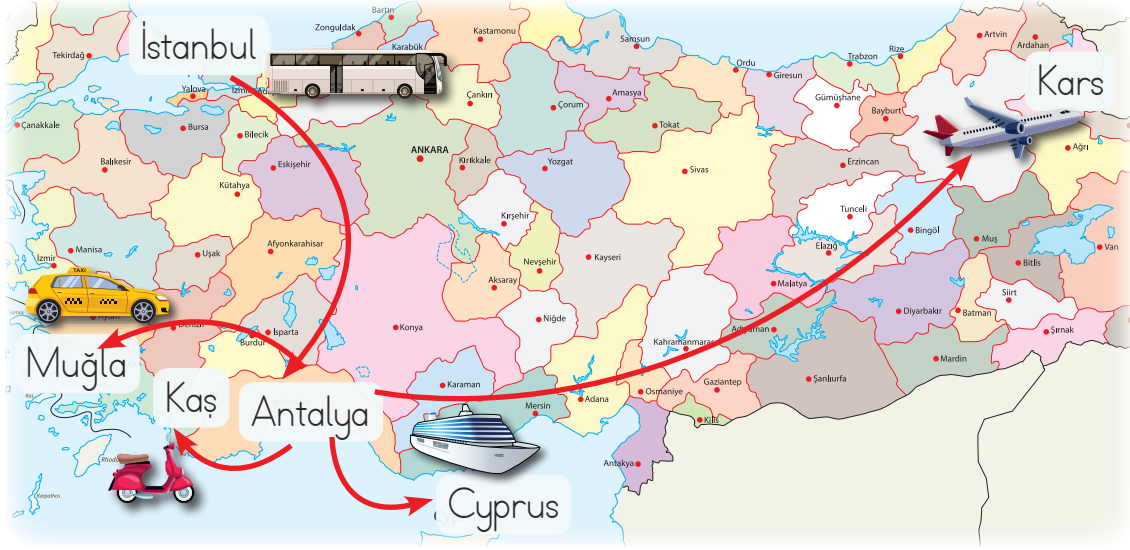 Bartın
Zonguldak
Kastamonu
İstanbul
Karabük
Samsun
Artvin
Ardahan
Tekirdağ
Rize
Trabzon
Ordu
Giresun
Kars
Yalova
İzmit
Çankırı
Çorum
Amasya
Gümüşhane
Bayburt
Çanakkale
Bursa
Bilecik
Tokat
ANKARA
Kırıkkale
Yozgat
Sivas
Erzincan
Ağrı
Balıkesir
Eskişehir
Kütahya
Kırşehir
Tunceli
Manisa
Uşak
Afyonkarahisar
Nevşehir
Kayseri
Elazığ
Bingöl
Muş
Van
İzmir
TAXI
Aksaray
Malatya
Bitlis
Siirt
Aydın
Denizli
Isparta
Burdur
Konya
Niğde
Kahramanmaraş
Adıyaman
Diyarbakır
Batman
Şırnak
Mardin
Muğla
Kaş
Antalya
Karaman
Mersin
Adana
Osmaniye
Gaziantep
Şanlıurfa
Kilis
Antakya
Karpathos
Cyprus